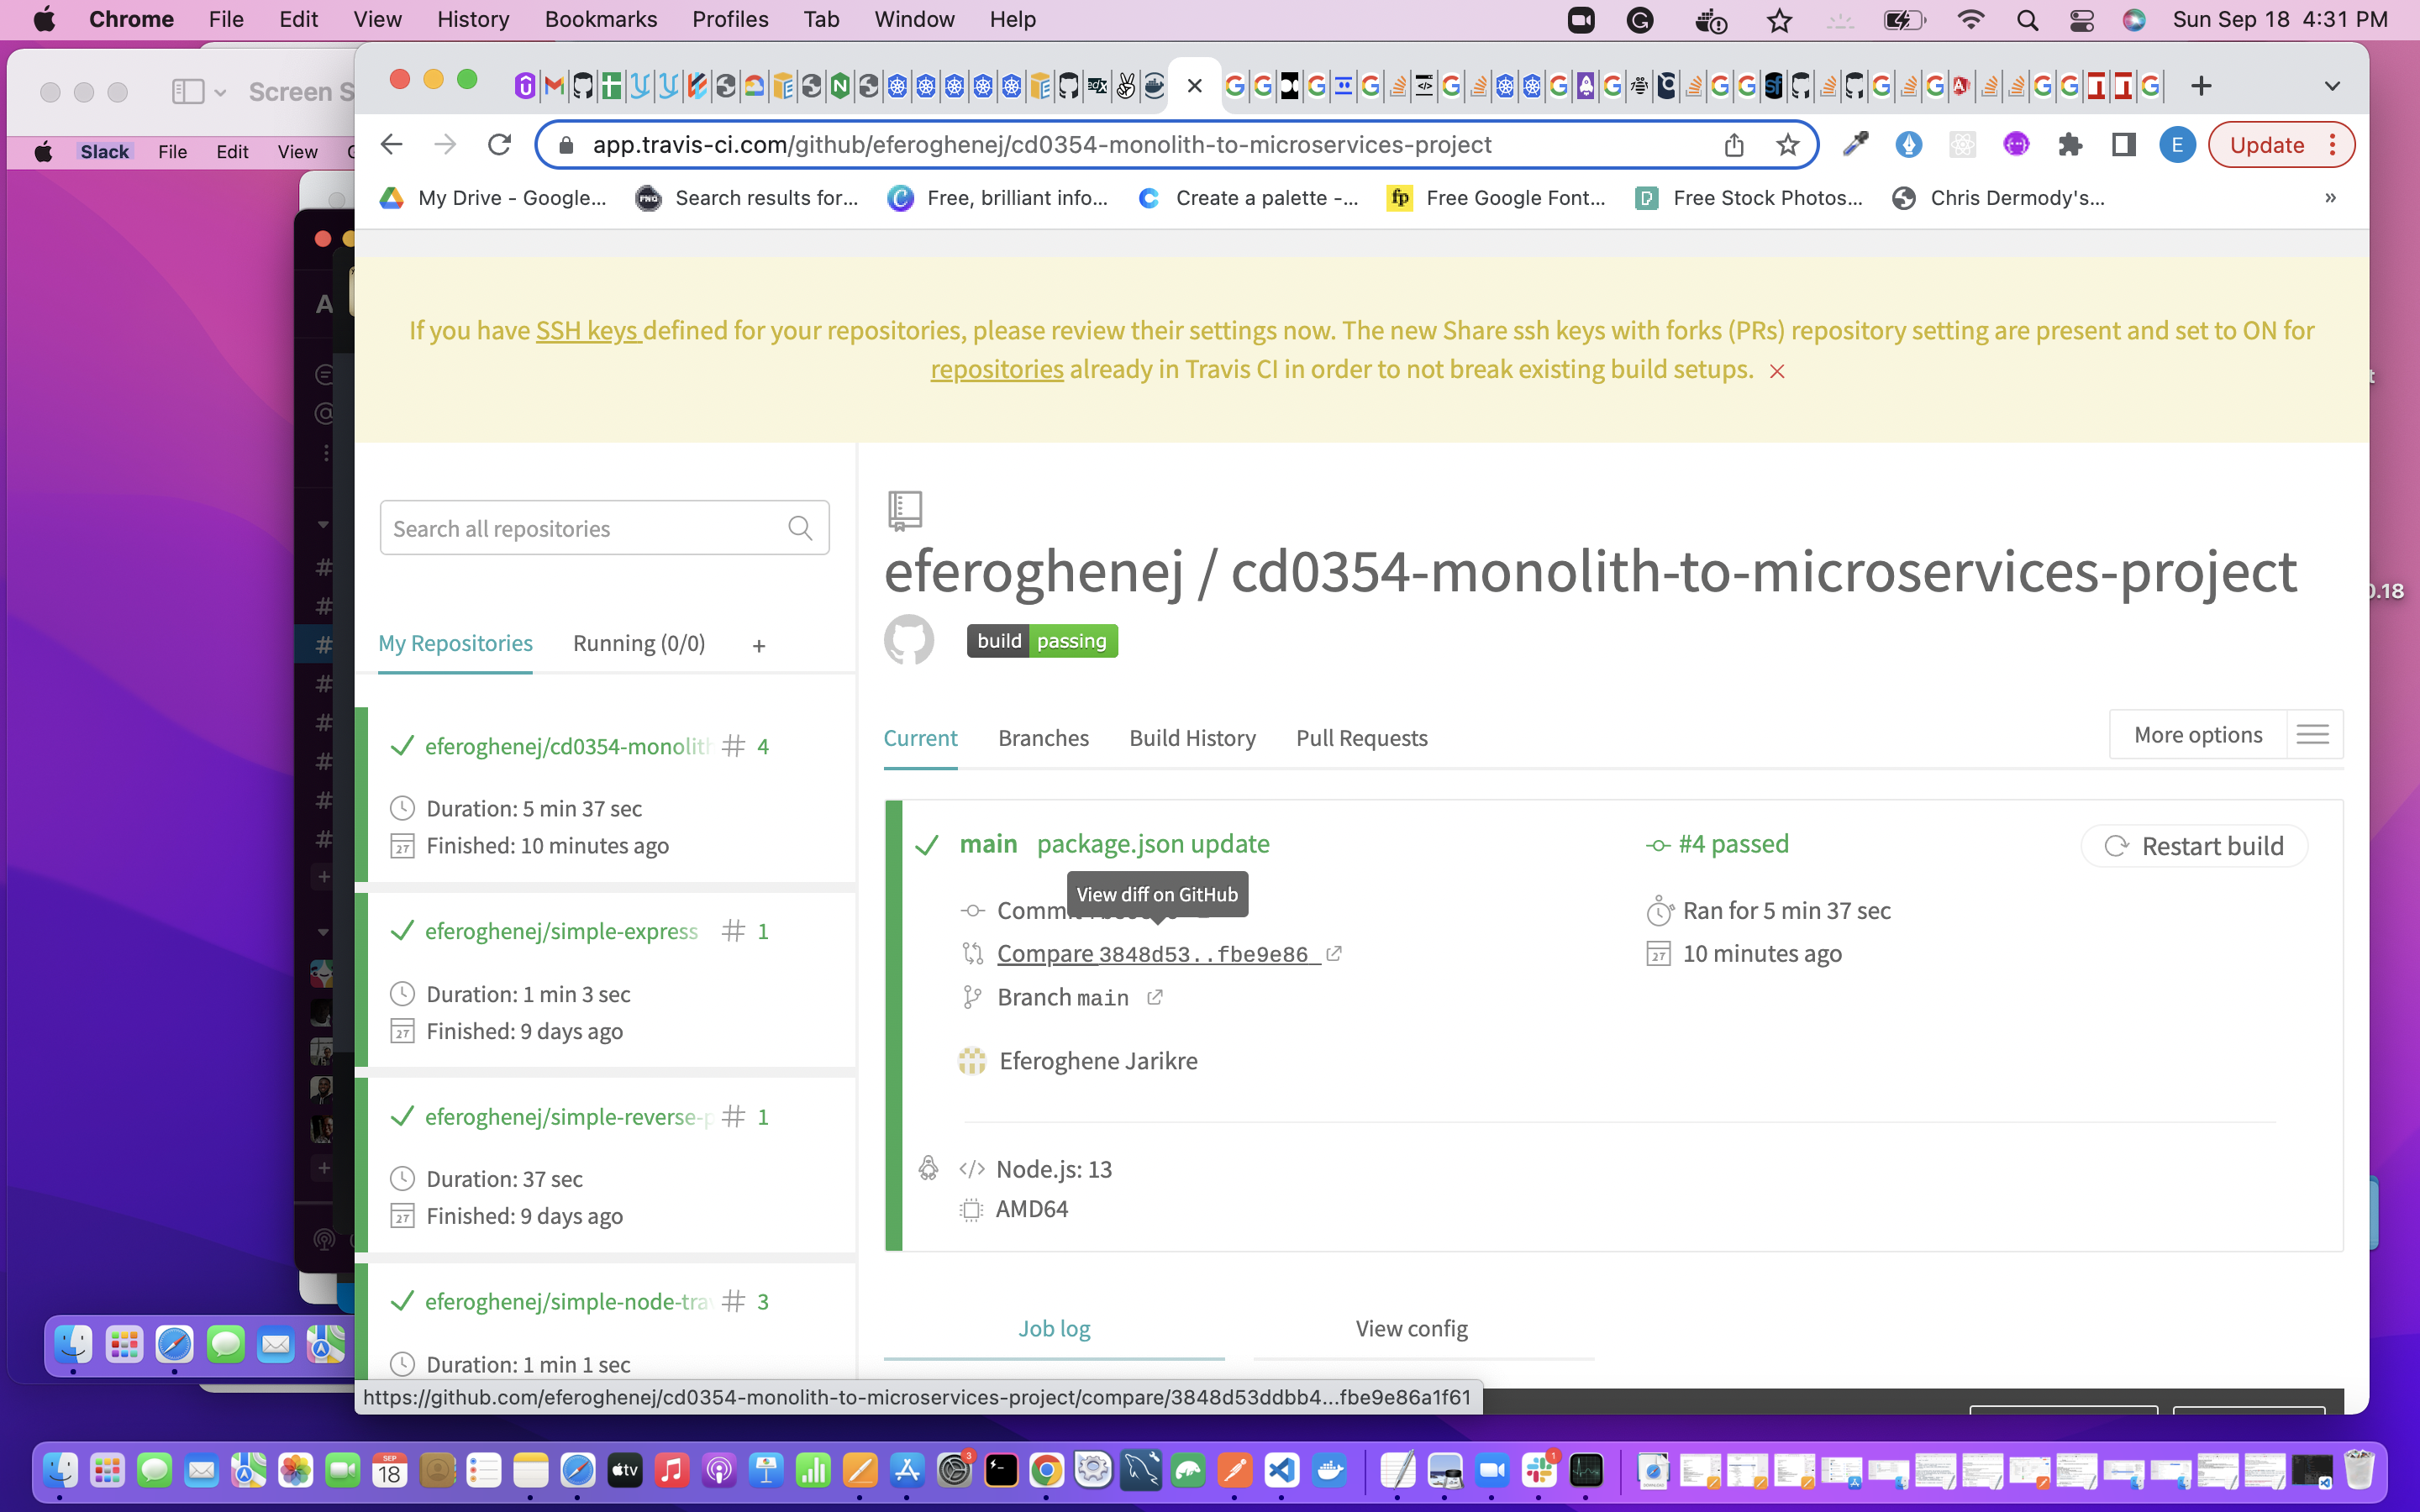 Chrome File Edit View History Bookmarks Profiles Tab Window Help Sun Sep 18 4:31 PM
Screen S
Slack File Edit View
app.travis-ci.com/github/eferoghenej/cd0354-monolith-to-microservices-project
E Update
My Drive - Google... Search results for... Free, brilliant info... Create a palette -... Free Google Font... Free Stock Photos... Chris Dermody's... »
If you have SSH keys defined for your repositories, please review their settings now. The new Share ssh keys with forks (PRs) repository setting are present and set to ON for
repositories already in Travis CI in order to not break existing build setups.
Search all repositories
My Repositories Running (0/0) +
eferoghenej/cd0354-monolith # 4
Duration: 5 min 37 sec
Finished: 10 minutes ago
eferoghenej/simple-express # 1
Duration: 1 min 3 sec
Finished: 9 days ago
eferoghenej/simple-reverse-p # 1
Duration: 37 sec
Finished: 9 days ago
eferoghenej/simple-node-tra # 3
Duration: 1 min 1 sec
eferoghenej / cd0354-monolith-to-microservices-project
build passing
Current Branches Build History Pull Requests
More options
main package.json update
#4 passed
Restart build
View diff on GitHub
Ran for 5 min 37 sec
Compare 3848d53..fbe9e86
10 minutes ago
Branch main
Eferoghene Jarikre
Node.js: 13
AMD64
Job log View config
https://github.com/eferoghenej/cd0354-monolith-to-microservices-project/compare/3848d53ddbb4...fbe9e86a1f61
0.18
SEP
18
tv
3
1